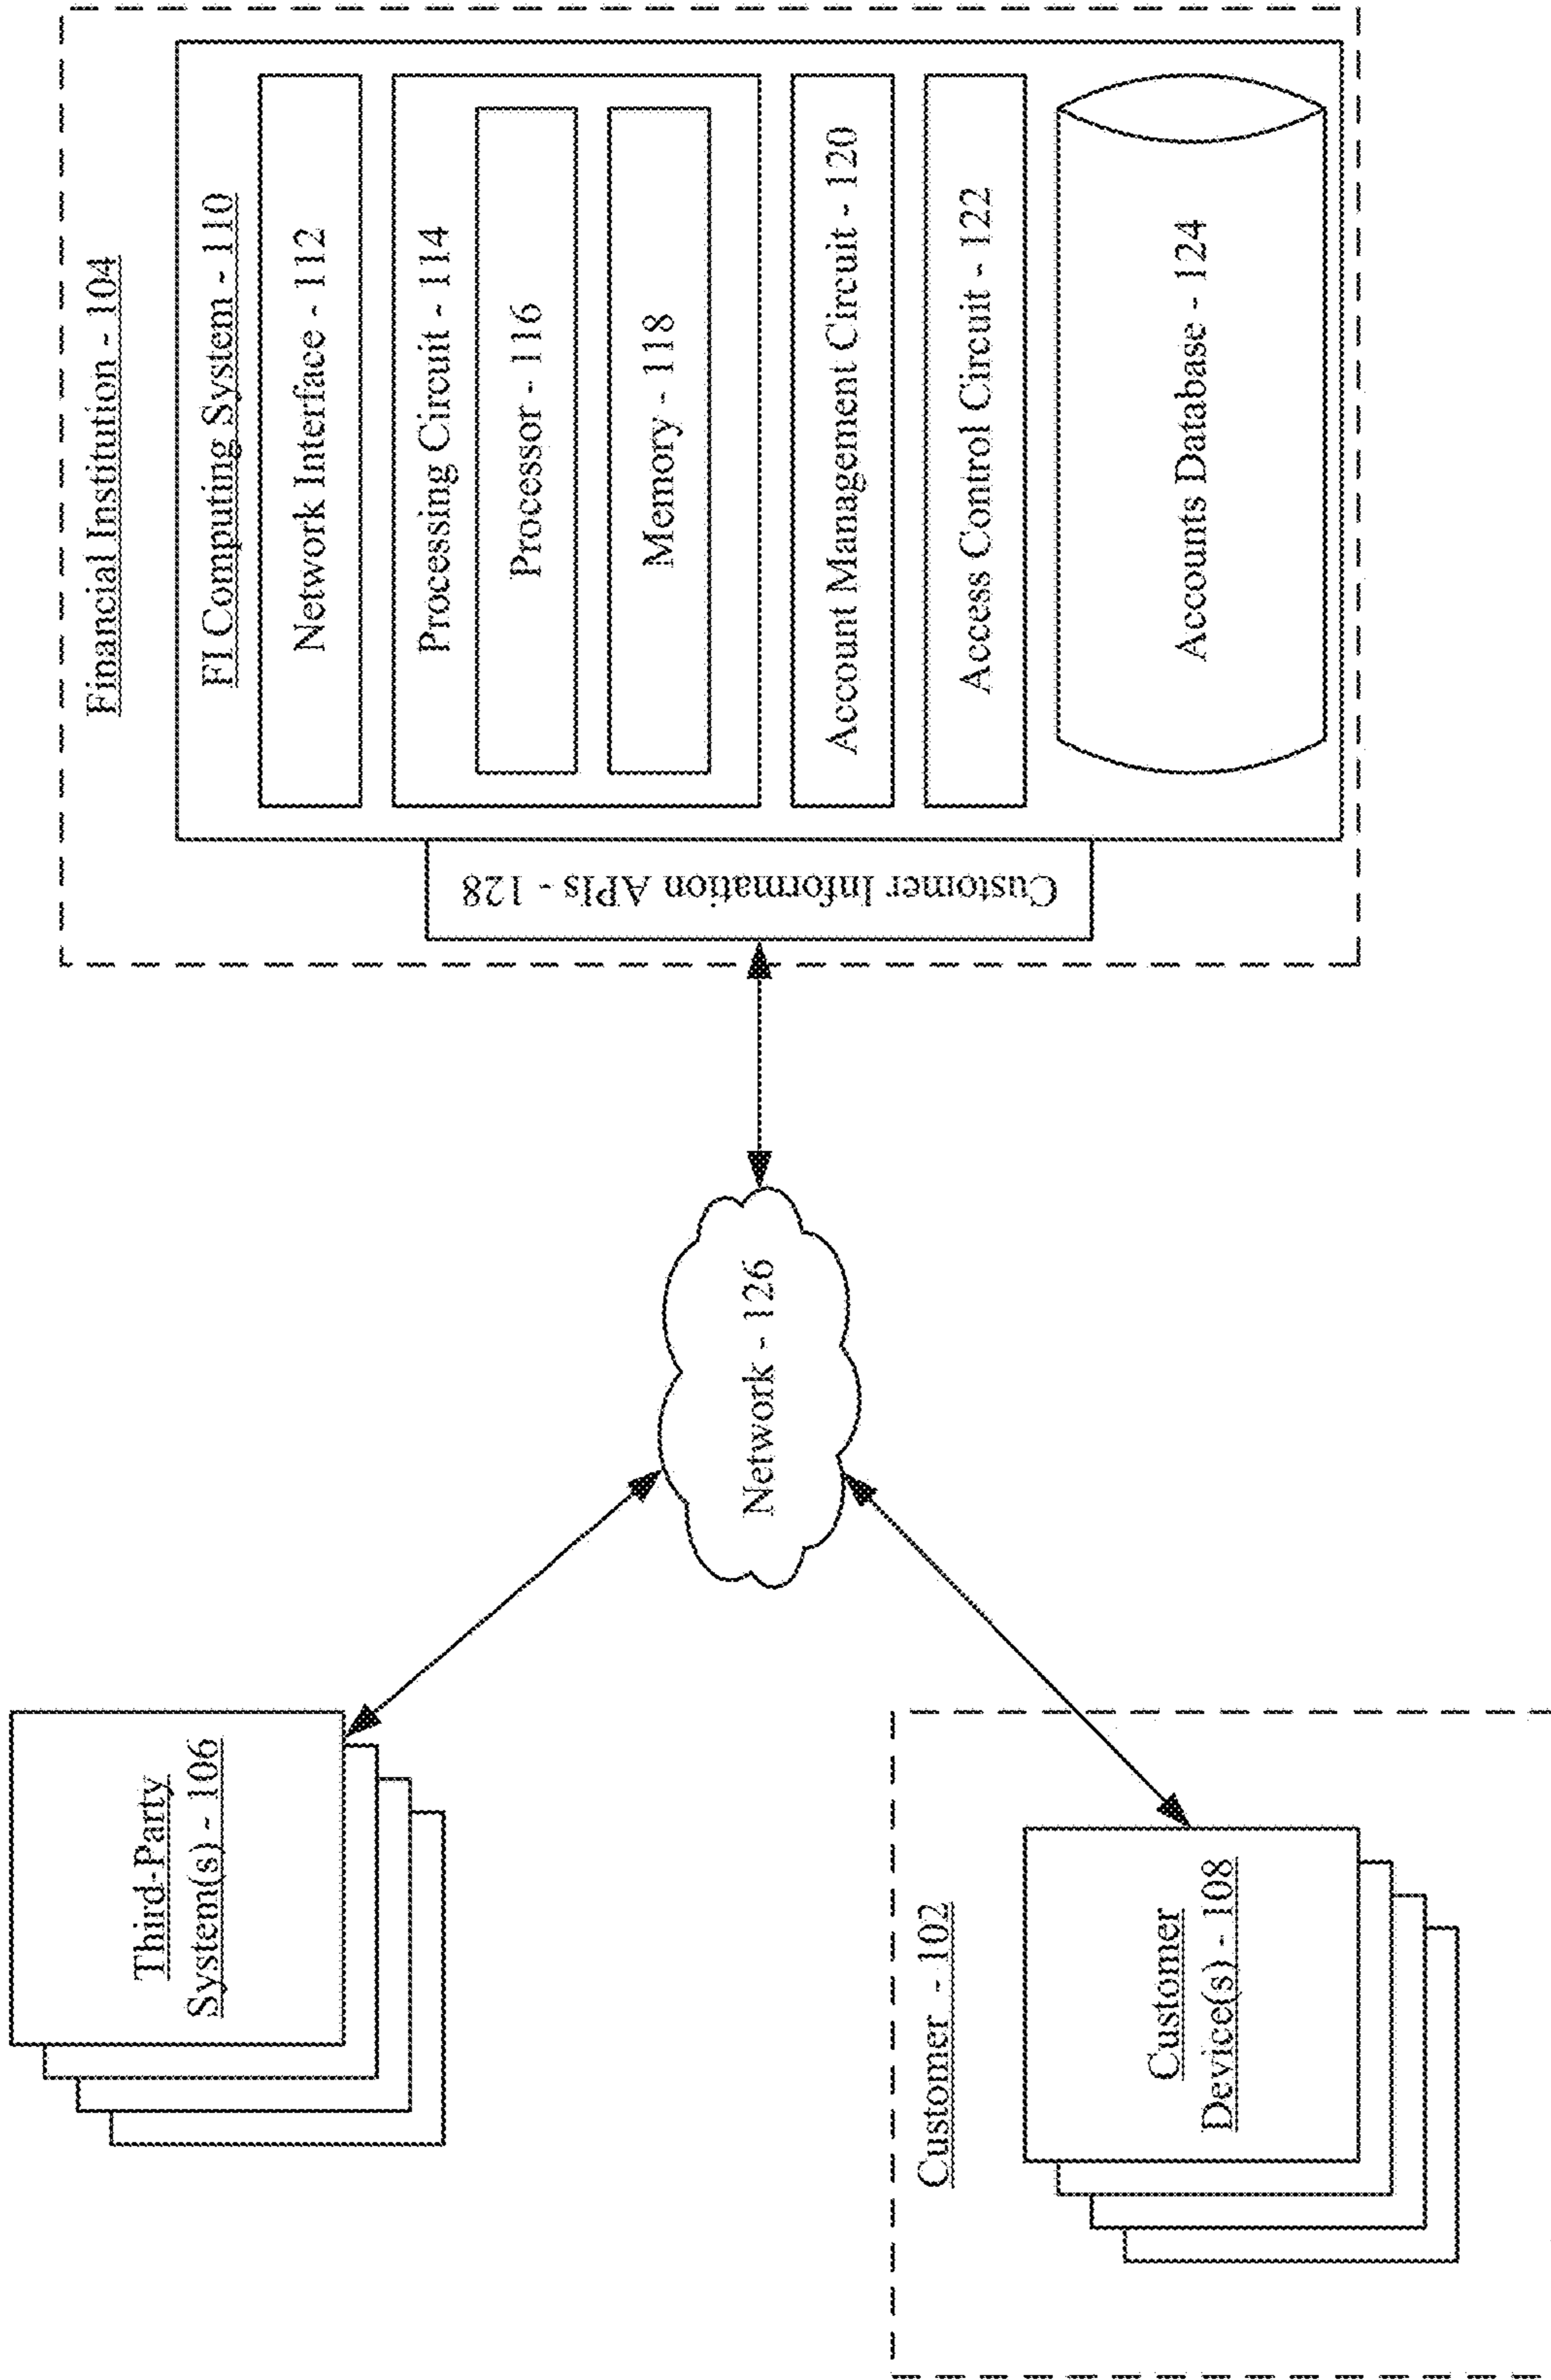 Third-Party
System(s) - 106
Customer - 102
Customer
Device(s) - 108
Network - 126
Financial Institution - 104
Customer Information APIs - 128
FI Computing System - 110
Network Interface - 112
Processing Circuit - 114
Processor - 116
Memory - 118
Account Management Circuit - 120
Access Control Circuit - 122
Accounts Database - 124